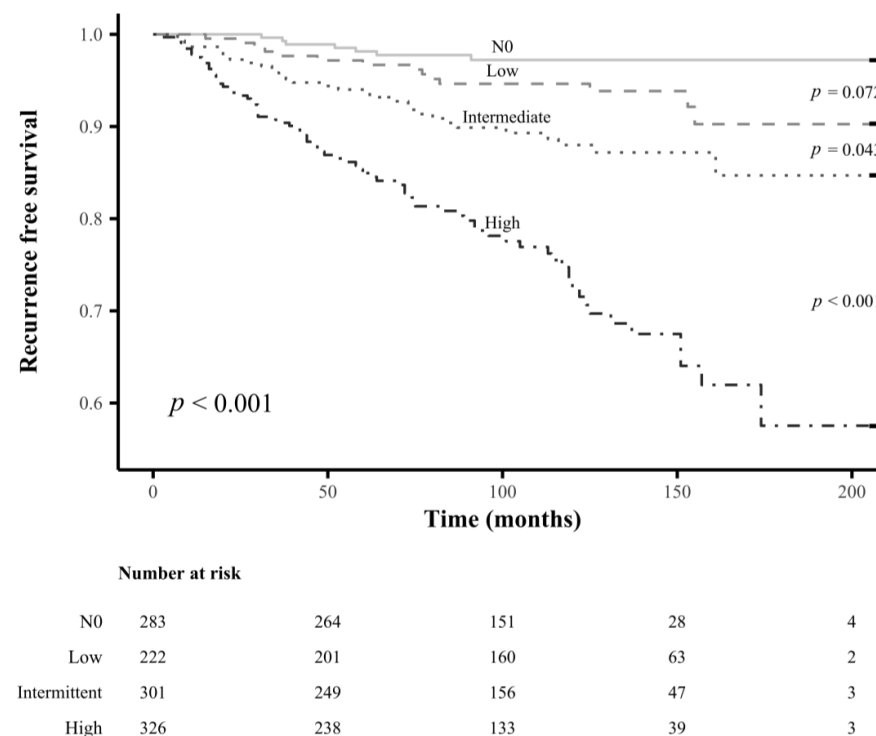 1.0
N0
Low
p = 0.07
0.9
Intermediate
p = 0.04
0.8
High
0.7
p < 0.00
0.6
p < 0.001
Recurrence free survival
0 50 100 150 200
Time (months)
Number at risk
N0 283 264 151 28 4
Low 222 201 160 63 2
Intermittent 301 249 156 47 3
High 326 238 133 39 3